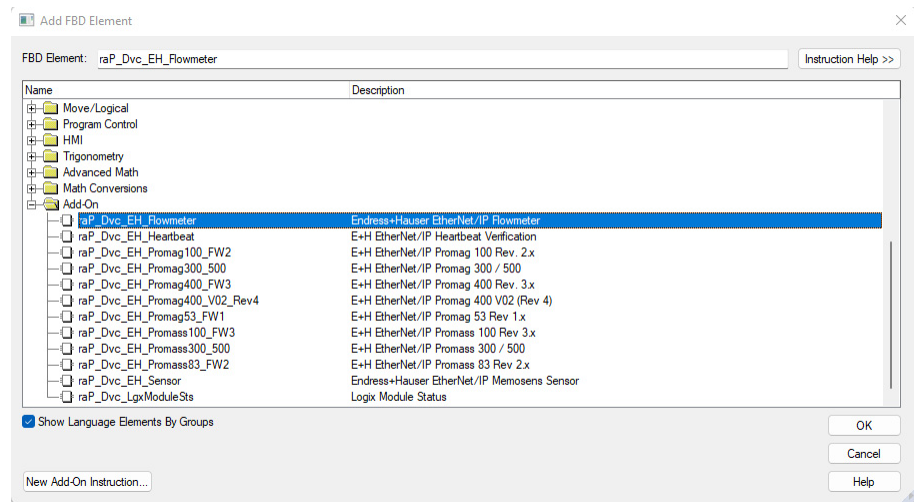 Add FBD Element
FBD Element: raP_Dvc_EH_Flowmeter Instruction Help >>
Name Description
Move/Logical
Program Control
HMI
Trigonometry
Advanced Math
Math Conversions
Add-On
raP_Dvc_EH_Flowmeter Endress+Hauser EtherNet/IP Flowmeter
raP_Dvc_EH_Heartbeat E+H EtherNet/IP Heartbeat Verification
raP_Dvc_EH_Promag100_FW2 E+H EtherNet/IP Promag 100 Rev. 2.x
raP_Dvc_EH_Promag300_500 E+H EtherNet/IP Promag 300 / 500
raP_Dvc_EH_Promag400_FW3 E+H EtherNet/IP Promag 400 Rev. 3.x
raP_Dvc_EH_Promag400_V02_Rev4 E+H EtherNet/IP Promag 400 V02 (Rev 4)
raP_Dvc_EH_Promag53_FW1 E+H EtherNet/IP Promag 53 Rev 1.x
raP_Dvc_EH_Promass100_FW3 E+H EtherNet/IP Promass 100 Rev 3.x
raP_Dvc_EH_Promass300_500 E+H EtherNet/IP Promass 300 / 500
raP_Dvc_EH_Promass83_FW2 E+H EtherNet/IP Promass 83 Rev 2.x
raP_Dvc_EH_Sensor Endress+Hauser EtherNet/IP Memosens Sensor
raP_Dvc_LgxModuleSts Logix Module Status
Show Language Elements By Groups
OK
Cancel
New Add-On Instruction... Help